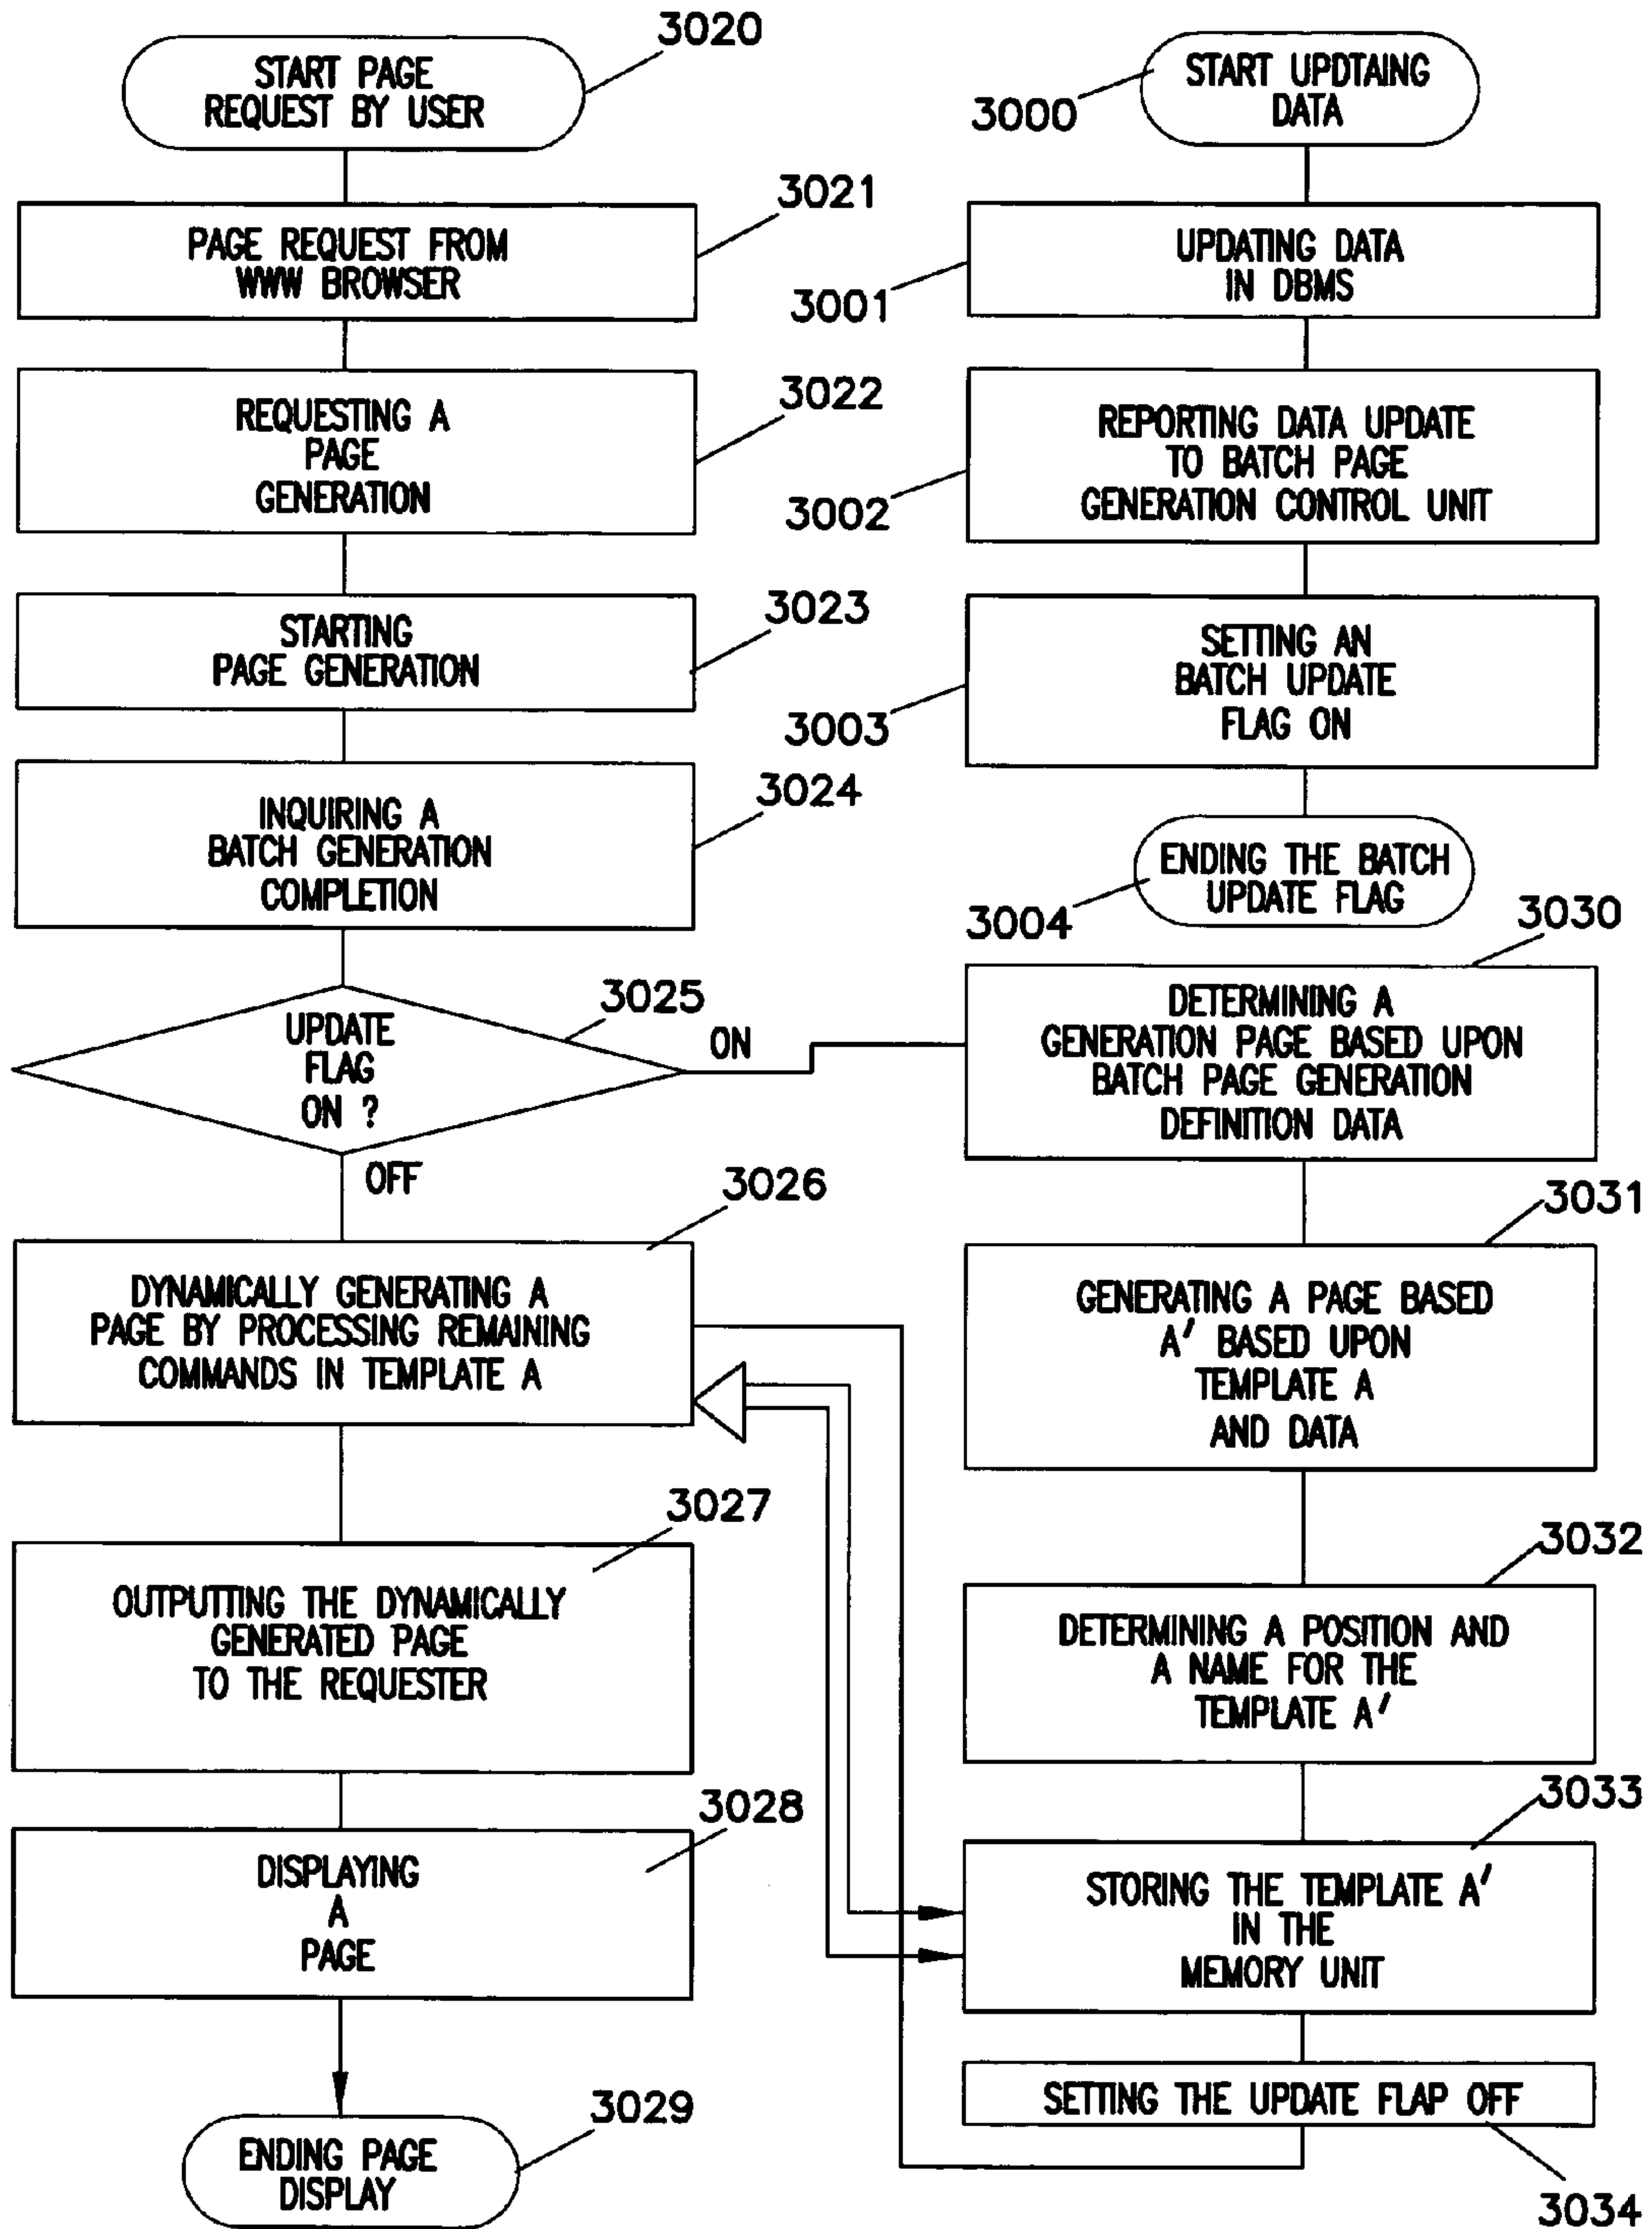 3020
START PAGE
REQUEST BY USER
3021
PAGE REQUEST FROM
WWW BROWSER
3022
REQUESTING A
PAGE
GENERATION
3023
STARTING
PAGE GENERATION
3024
INQUIRING A
BATCH GENERATION
COMPLETION
3025
UPDATE
FLAG
ON ?
ON
OFF
3026
DYNAMICALLY GENERATING A
PAGE BY PROCESSING REMAINING
COMMANDS IN TEMPLATE A
3027
OUTPUTTING THE DYNAMICALLY
GENERATED PAGE
TO THE REQUESTER
3028
DISPLAYING
A
PAGE
3029
ENDING PAGE
DISPLAY
START UPDTAING
DATA
3000
UPDATING DATA
IN DBMS
3001
REPORTING DATA UPDATE
TO BATCH PAGE
GENERATION CONTROL UNIT
3002
SETTING AN
BATCH UPDATE
FLAG ON
3003
ENDING THE BATCH
UPDATE FLAG
3004
3030
DETERMINING A
GENERATION PAGE BASED UPON
BATCH PAGE GENERATION
DEFINITION DATA
3031
GENERATING A PAGE BASED
A' BASED UPON
TEMPLATE A
AND DATA
3032
DETERMINING A POSITION AND
A NAME FOR THE
TEMPLATE A'
3033
STORING THE TEMPLATE A'
IN THE
MEMORY UNIT
SETTING THE UPDATE FLAP OFF
3034